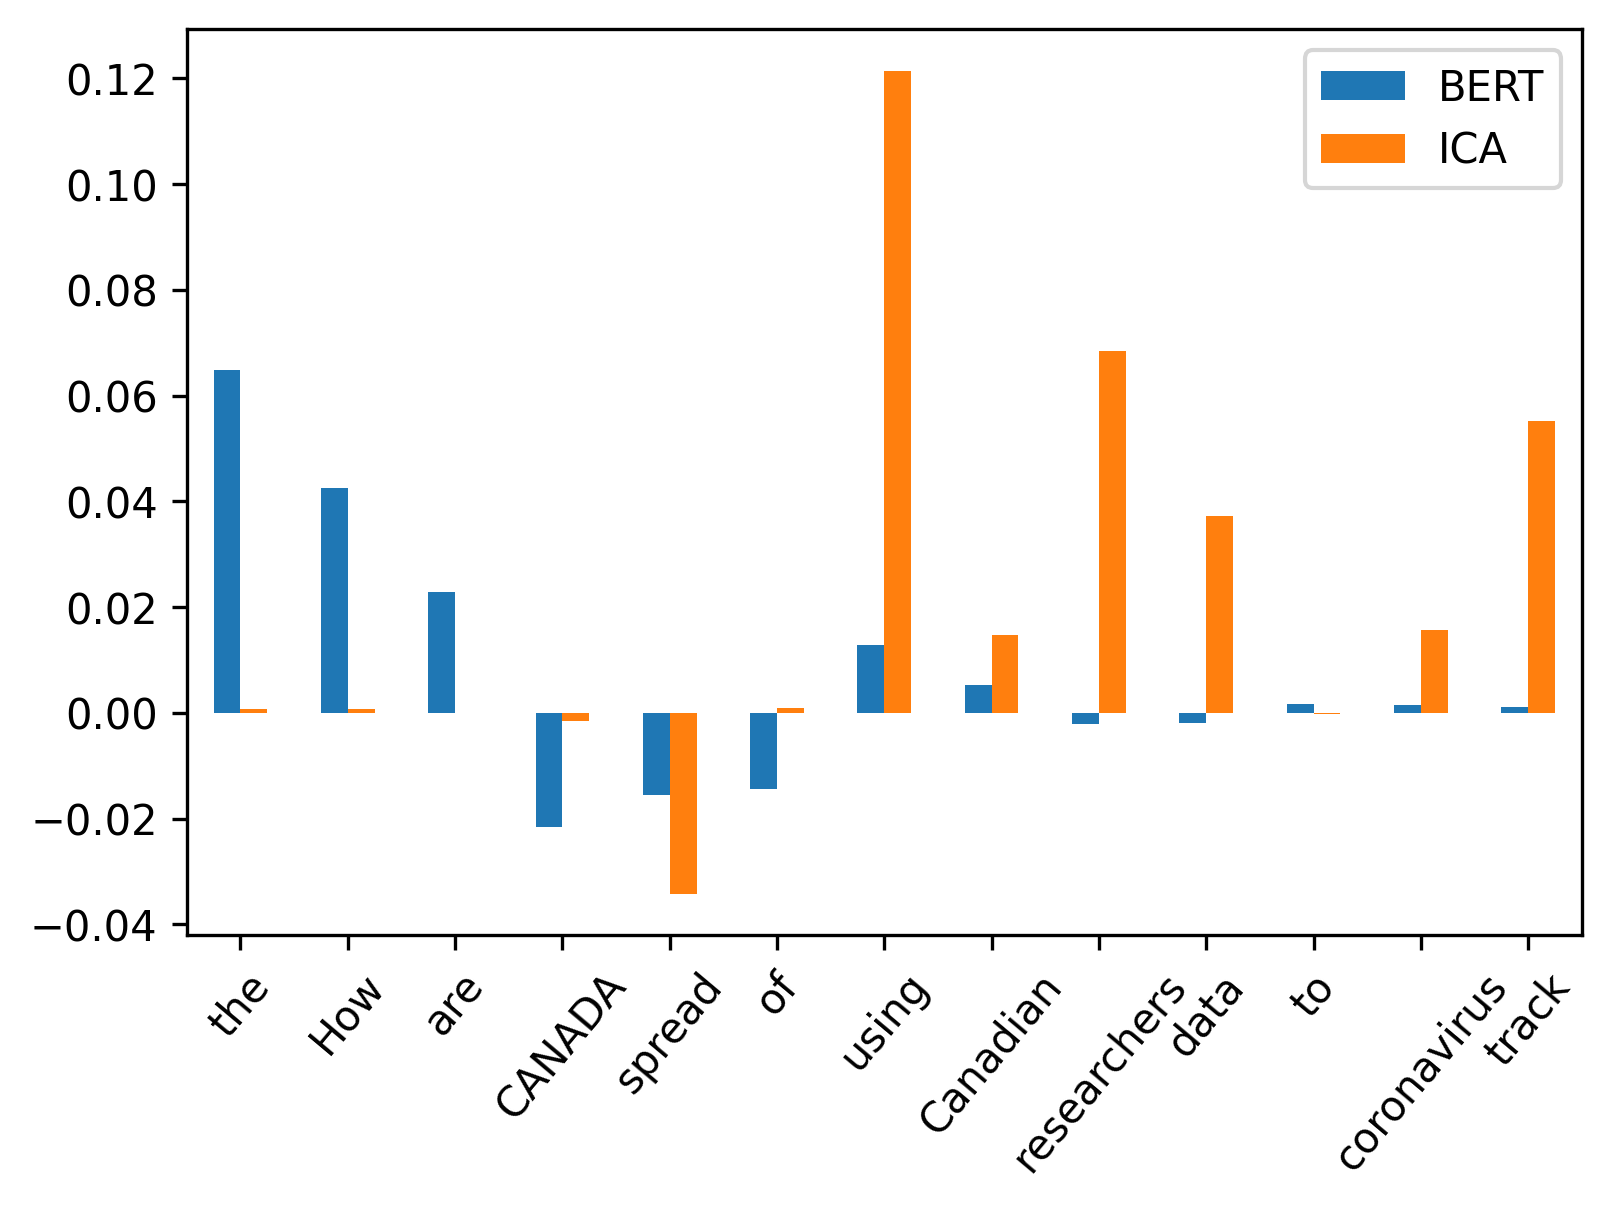 0.12
0.10
0.08
0.06
0.04
0.02
0.00
−0.02
−0.04
BERT
ICA
the
How
are
CANADA
spread
of
using
Canadian
researchers
data
to
coronavirus
track